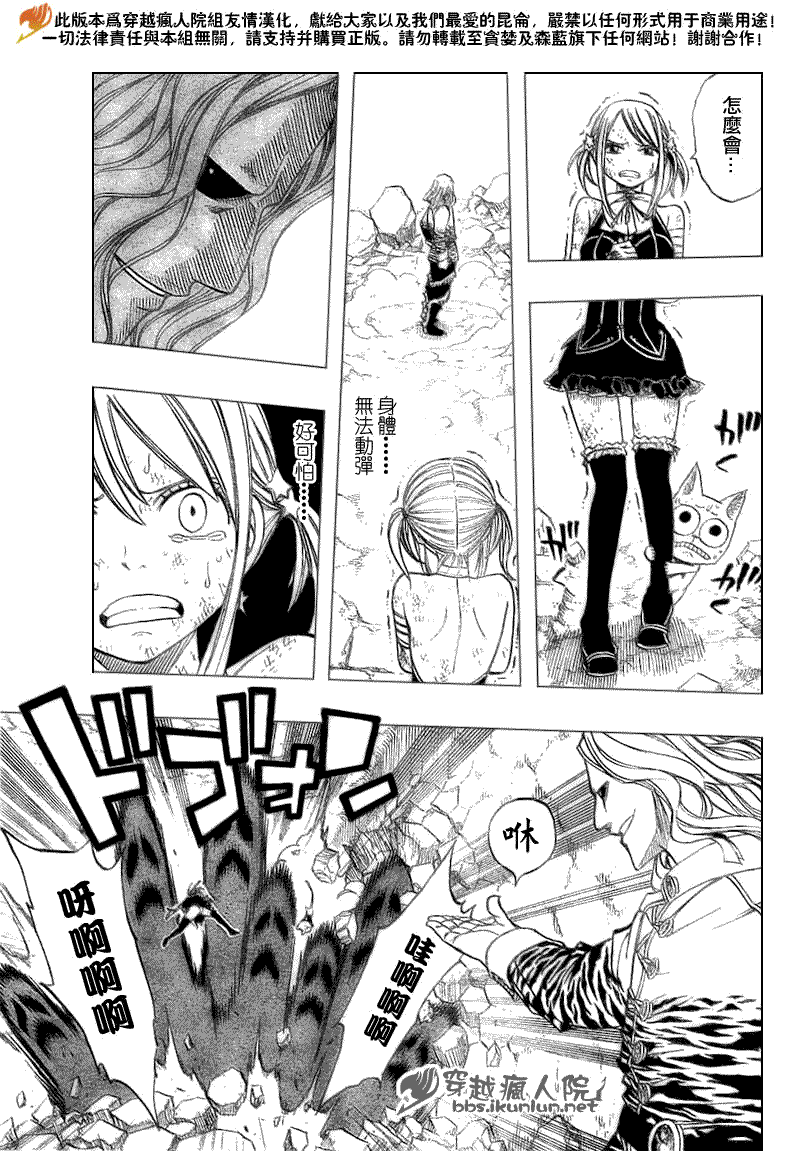 此版本爲穿越瘋人院組友情漢化，獻給大家以及我們最愛的昆侖，嚴禁以任何形式用于商業用途！
一切法律責任與本組無關，請支持并購買正版。請勿轉載至貪婪及森藍旗下任何網站！謝謝合作！
怎麼會…
身體……
無法動彈
好可怕……
ガク
ガク
ドゴォン
咻
哇啊啊啊
呀啊啊啊啊
穿越瘋人院
bbs.ikunlun.net